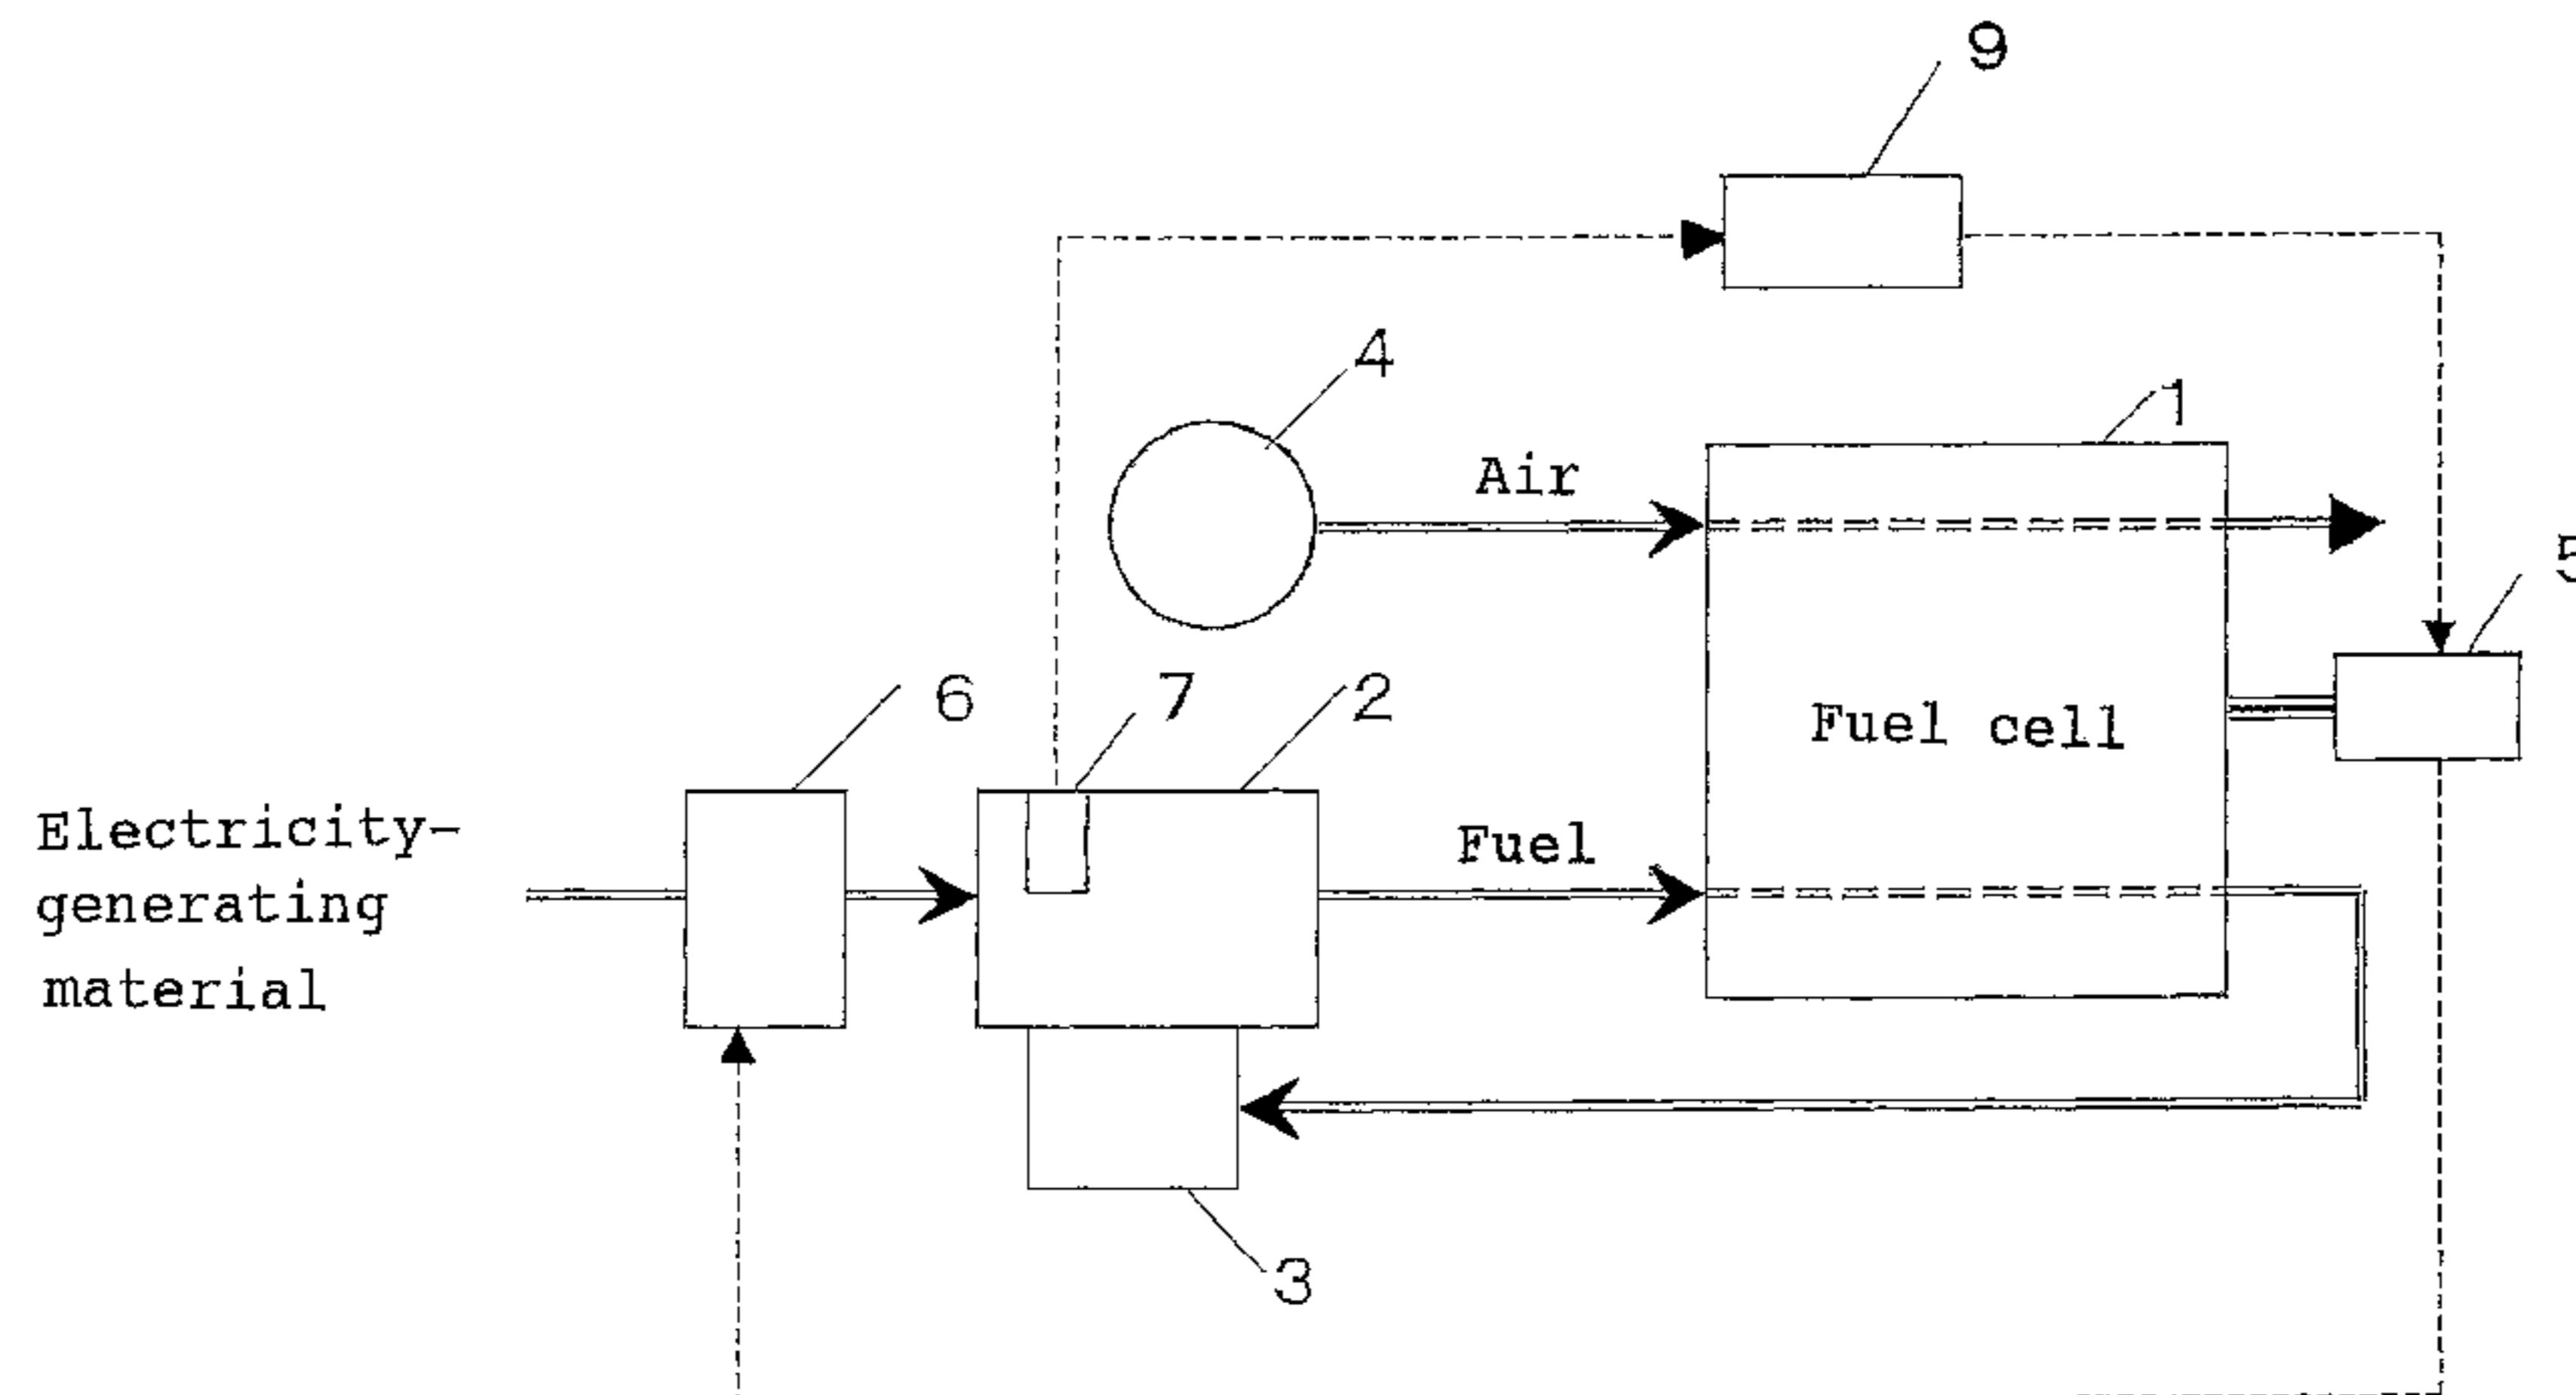 9
4
1
Air
5
6
7
2
Fuel cell
Electricity-
generating
material
Fuel
3